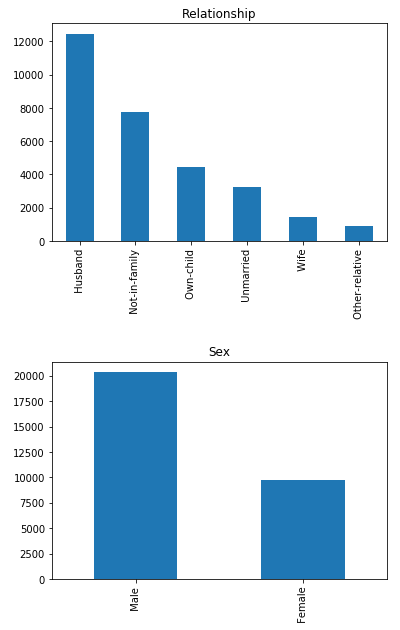 Relationship
12000
10000
8000
6000
4000
2000
0
Husband
Not-in-family
Own-child
Unmarried
Wife
Other-relative
Sex
20000
17500
15000
12500
10000
7500
5000
2500
0
Male
Female